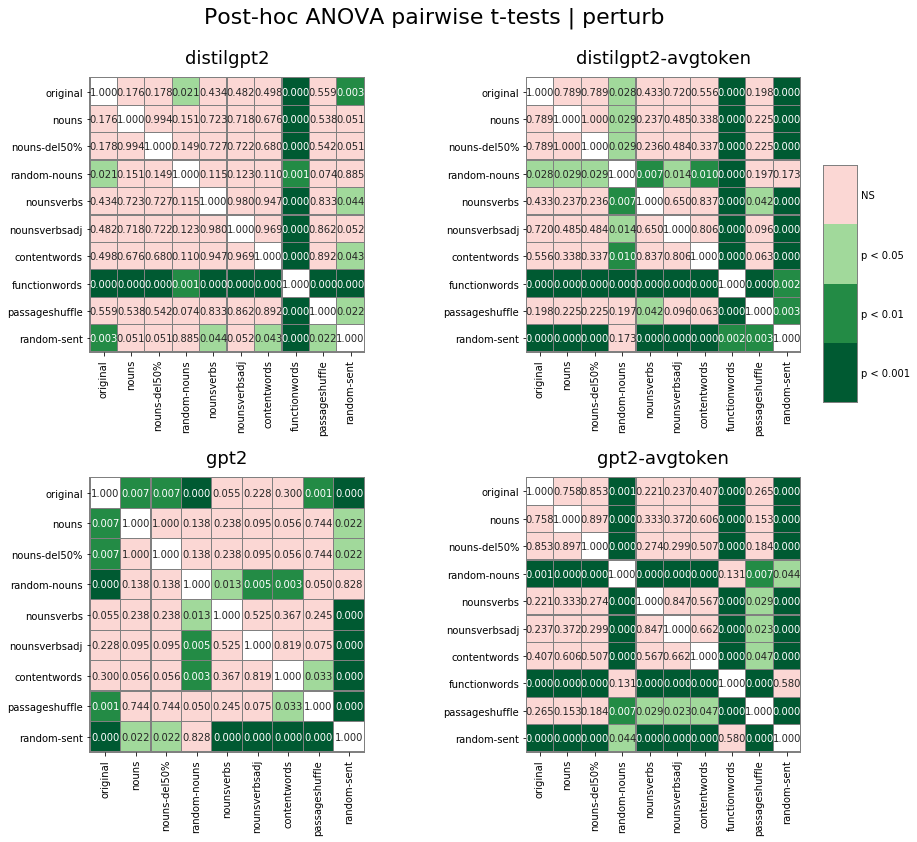 Post-hoc ANOVA pairwise t-tests | perturb
distilgpt2
original 1.000 0.176 0.178 0.021 0.434 0.482 0.498 0.000 0.559 0.003
nouns 0.176 1.000 0.994 0.151 0.723 0.718 0.676 0.000 0.538 0.051
nouns-del50% 0.178 0.994 1.000 0.149 0.727 0.722 0.680 0.000 0.542 0.051
random-nouns 0.021 0.151 0.149 1.000 0.115 0.123 0.110 0.001 0.074 0.885
nounsverbs 0.434 0.723 0.727 0.115 1.000 0.980 0.947 0.000 0.833 0.044
nounsverbsadj 0.482 0.718 0.722 0.123 0.980 1.000 0.969 0.000 0.862 0.052
contentwords 0.498 0.676 0.680 0.110 0.947 0.969 1.000 0.000 0.892 0.043
functionwords 0.000 0.000 0.000 0.001 0.000 0.000 0.000 1.000 0.000 0.000
passageshuffle 0.559 0.538 0.542 0.074 0.833 0.862 0.892 0.000 1.000 0.022
random-sent 0.003 0.051 0.051 0.885 0.044 0.052 0.043 0.000 0.022 1.000
original nouns nouns-del50% random-nouns nounsverbs nounsverbsadj contentwords functionwords passageshuffle random-sent
distilgpt2-avgtoken
original 1.000 0.789 0.789 0.028 0.433 0.720 0.556 0.000 0.198 0.000
nouns 0.789 1.000 1.000 0.029 0.237 0.485 0.338 0.000 0.225 0.000
nouns-del50% 0.789 1.000 1.000 0.029 0.236 0.484 0.337 0.000 0.225 0.000
random-nouns 0.028 0.029 0.029 1.000 0.007 0.014 0.010 0.000 0.197 0.173
nounsverbs 0.433 0.237 0.236 0.007 1.000 0.650 0.837 0.000 0.042 0.000
nounsverbsadj 0.720 0.485 0.484 0.014 0.650 1.000 0.806 0.000 0.096 0.000
contentwords 0.556 0.338 0.337 0.010 0.837 0.806 1.000 0.000 0.063 0.000
functionwords 0.000 0.000 0.000 0.000 0.000 0.000 0.000 1.000 0.000 0.002
passageshuffle 0.198 0.225 0.225 0.197 0.042 0.096 0.063 0.000 1.000 0.003
random-sent 0.000 0.000 0.000 0.173 0.000 0.000 0.000 0.002 0.003 1.000
original nouns nouns-del50% random-nouns nounsverbs nounsverbsadj contentwords functionwords passageshuffle random-sent
NS
p < 0.05
p < 0.01
p < 0.001
gpt2
original 1.000 0.007 0.007 0.000 0.055 0.228 0.300 0.001 0.000
nouns 0.007 1.000 1.000 0.138 0.238 0.095 0.056 0.744 0.022
nouns-del50% 0.007 1.000 1.000 0.138 0.238 0.095 0.056 0.744 0.022
random-nouns 0.000 0.138 0.138 1.000 0.013 0.005 0.003 0.050 0.828
nounsverbs 0.055 0.238 0.238 0.013 1.000 0.525 0.367 0.245 0.000
nounsverbsadj 0.228 0.095 0.095 0.005 0.525 1.000 0.819 0.075 0.000
contentwords 0.300 0.056 0.056 0.003 0.367 0.819 1.000 0.033 0.000
passageshuffle 0.001 0.744 0.744 0.050 0.245 0.075 0.033 1.000 0.000
random-sent 0.000 0.022 0.022 0.828 0.000 0.000 0.000 0.000 1.000
original nouns nouns-del50% random-nouns nounsverbs nounsverbsadj contentwords passageshuffle random-sent
gpt2-avgtoken
original 1.000 0.758 0.853 0.001 0.221 0.237 0.407 0.000 0.265 0.000
nouns 0.758 1.000 0.897 0.000 0.333 0.372 0.606 0.000 0.153 0.000
nouns-del50% 0.853 0.897 1.000 0.000 0.274 0.299 0.507 0.000 0.184 0.000
random-nouns 0.001 0.000 0.000 1.000 0.000 0.000 0.000 0.131 0.007 0.044
nounsverbs 0.221 0.333 0.274 0.000 1.000 0.847 0.567 0.000 0.029 0.000
nounsverbsadj 0.237 0.372 0.299 0.000 0.847 1.000 0.662 0.000 0.023 0.000
contentwords 0.407 0.606 0.507 0.000 0.567 0.662 1.000 0.000 0.047 0.000
functionwords 0.000 0.000 0.000 0.131 0.000 0.000 0.000 1.000 0.000 0.580
passageshuffle 0.265 0.153 0.184 0.007 0.029 0.023 0.047 0.000 1.000 0.000
random-sent 0.000 0.000 0.000 0.044 0.000 0.000 0.000 0.580 0.000 1.000
original nouns nouns-del50% random-nouns nounsverbs nounsverbsadj contentwords functionwords passageshuffle random-sent